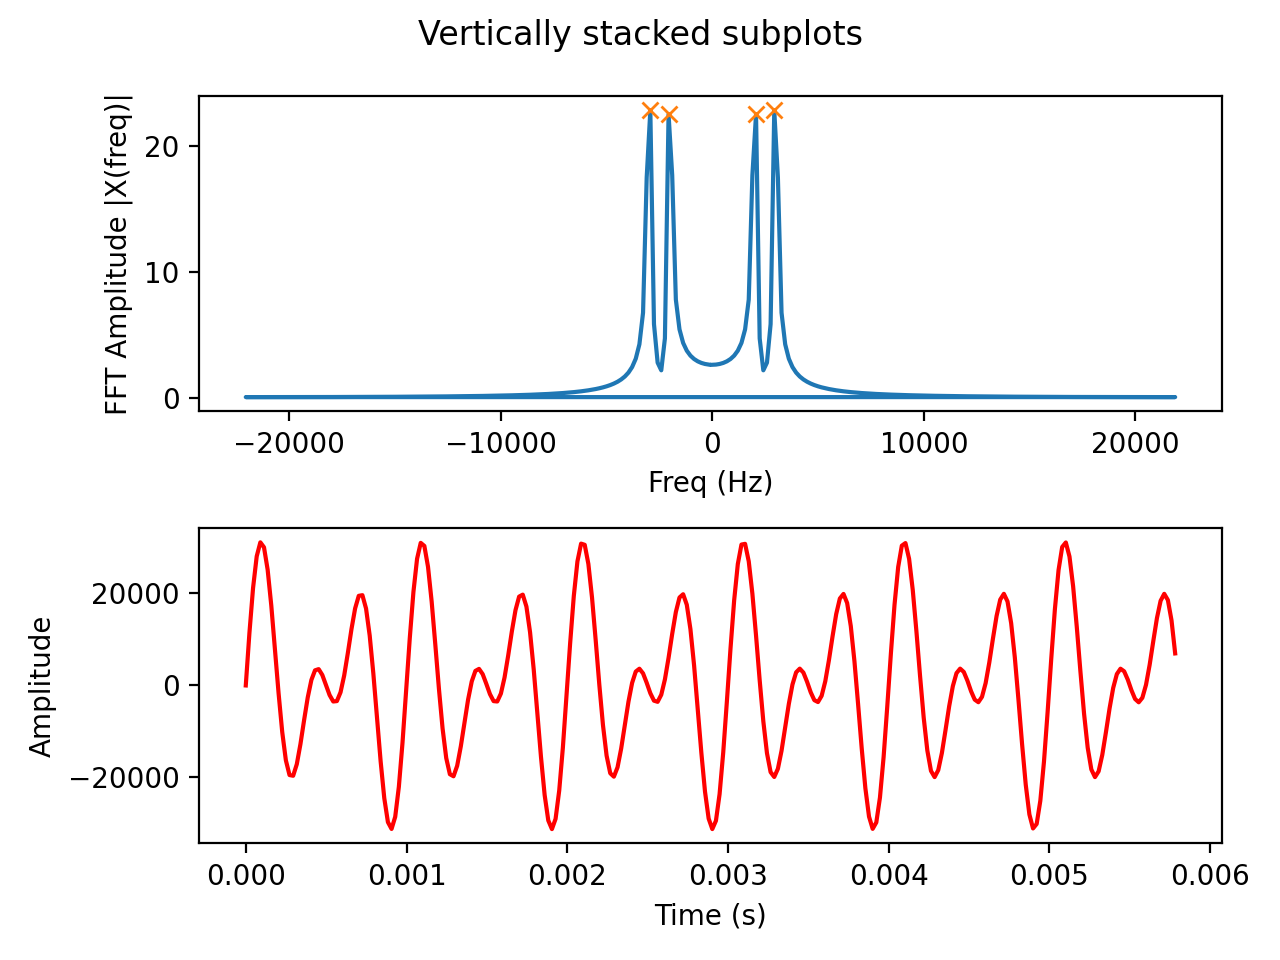 Vertically stacked subplots
FFT Amplitude |X(freq)|
20
10
0
−20000 −10000 0 10000 20000
Freq (Hz)
Amplitude
20000
0
−20000
0.000 0.001 0.002 0.003 0.004 0.005 0.006
Time (s)